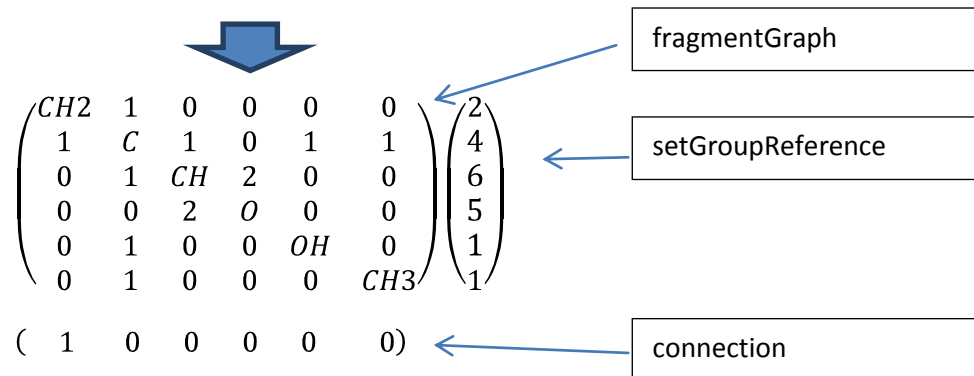 fragmentGraph
CH2 1 0 0 0 0 2
1 C 1 0 1 1 4
setGroupReference
0 1 CH 2 0 0 6
0 0 2 O 0 0 5
0 1 0 0 OH 0 1
0 1 0 0 0 CH3 1
( 1 0 0 0 0 0)
connection